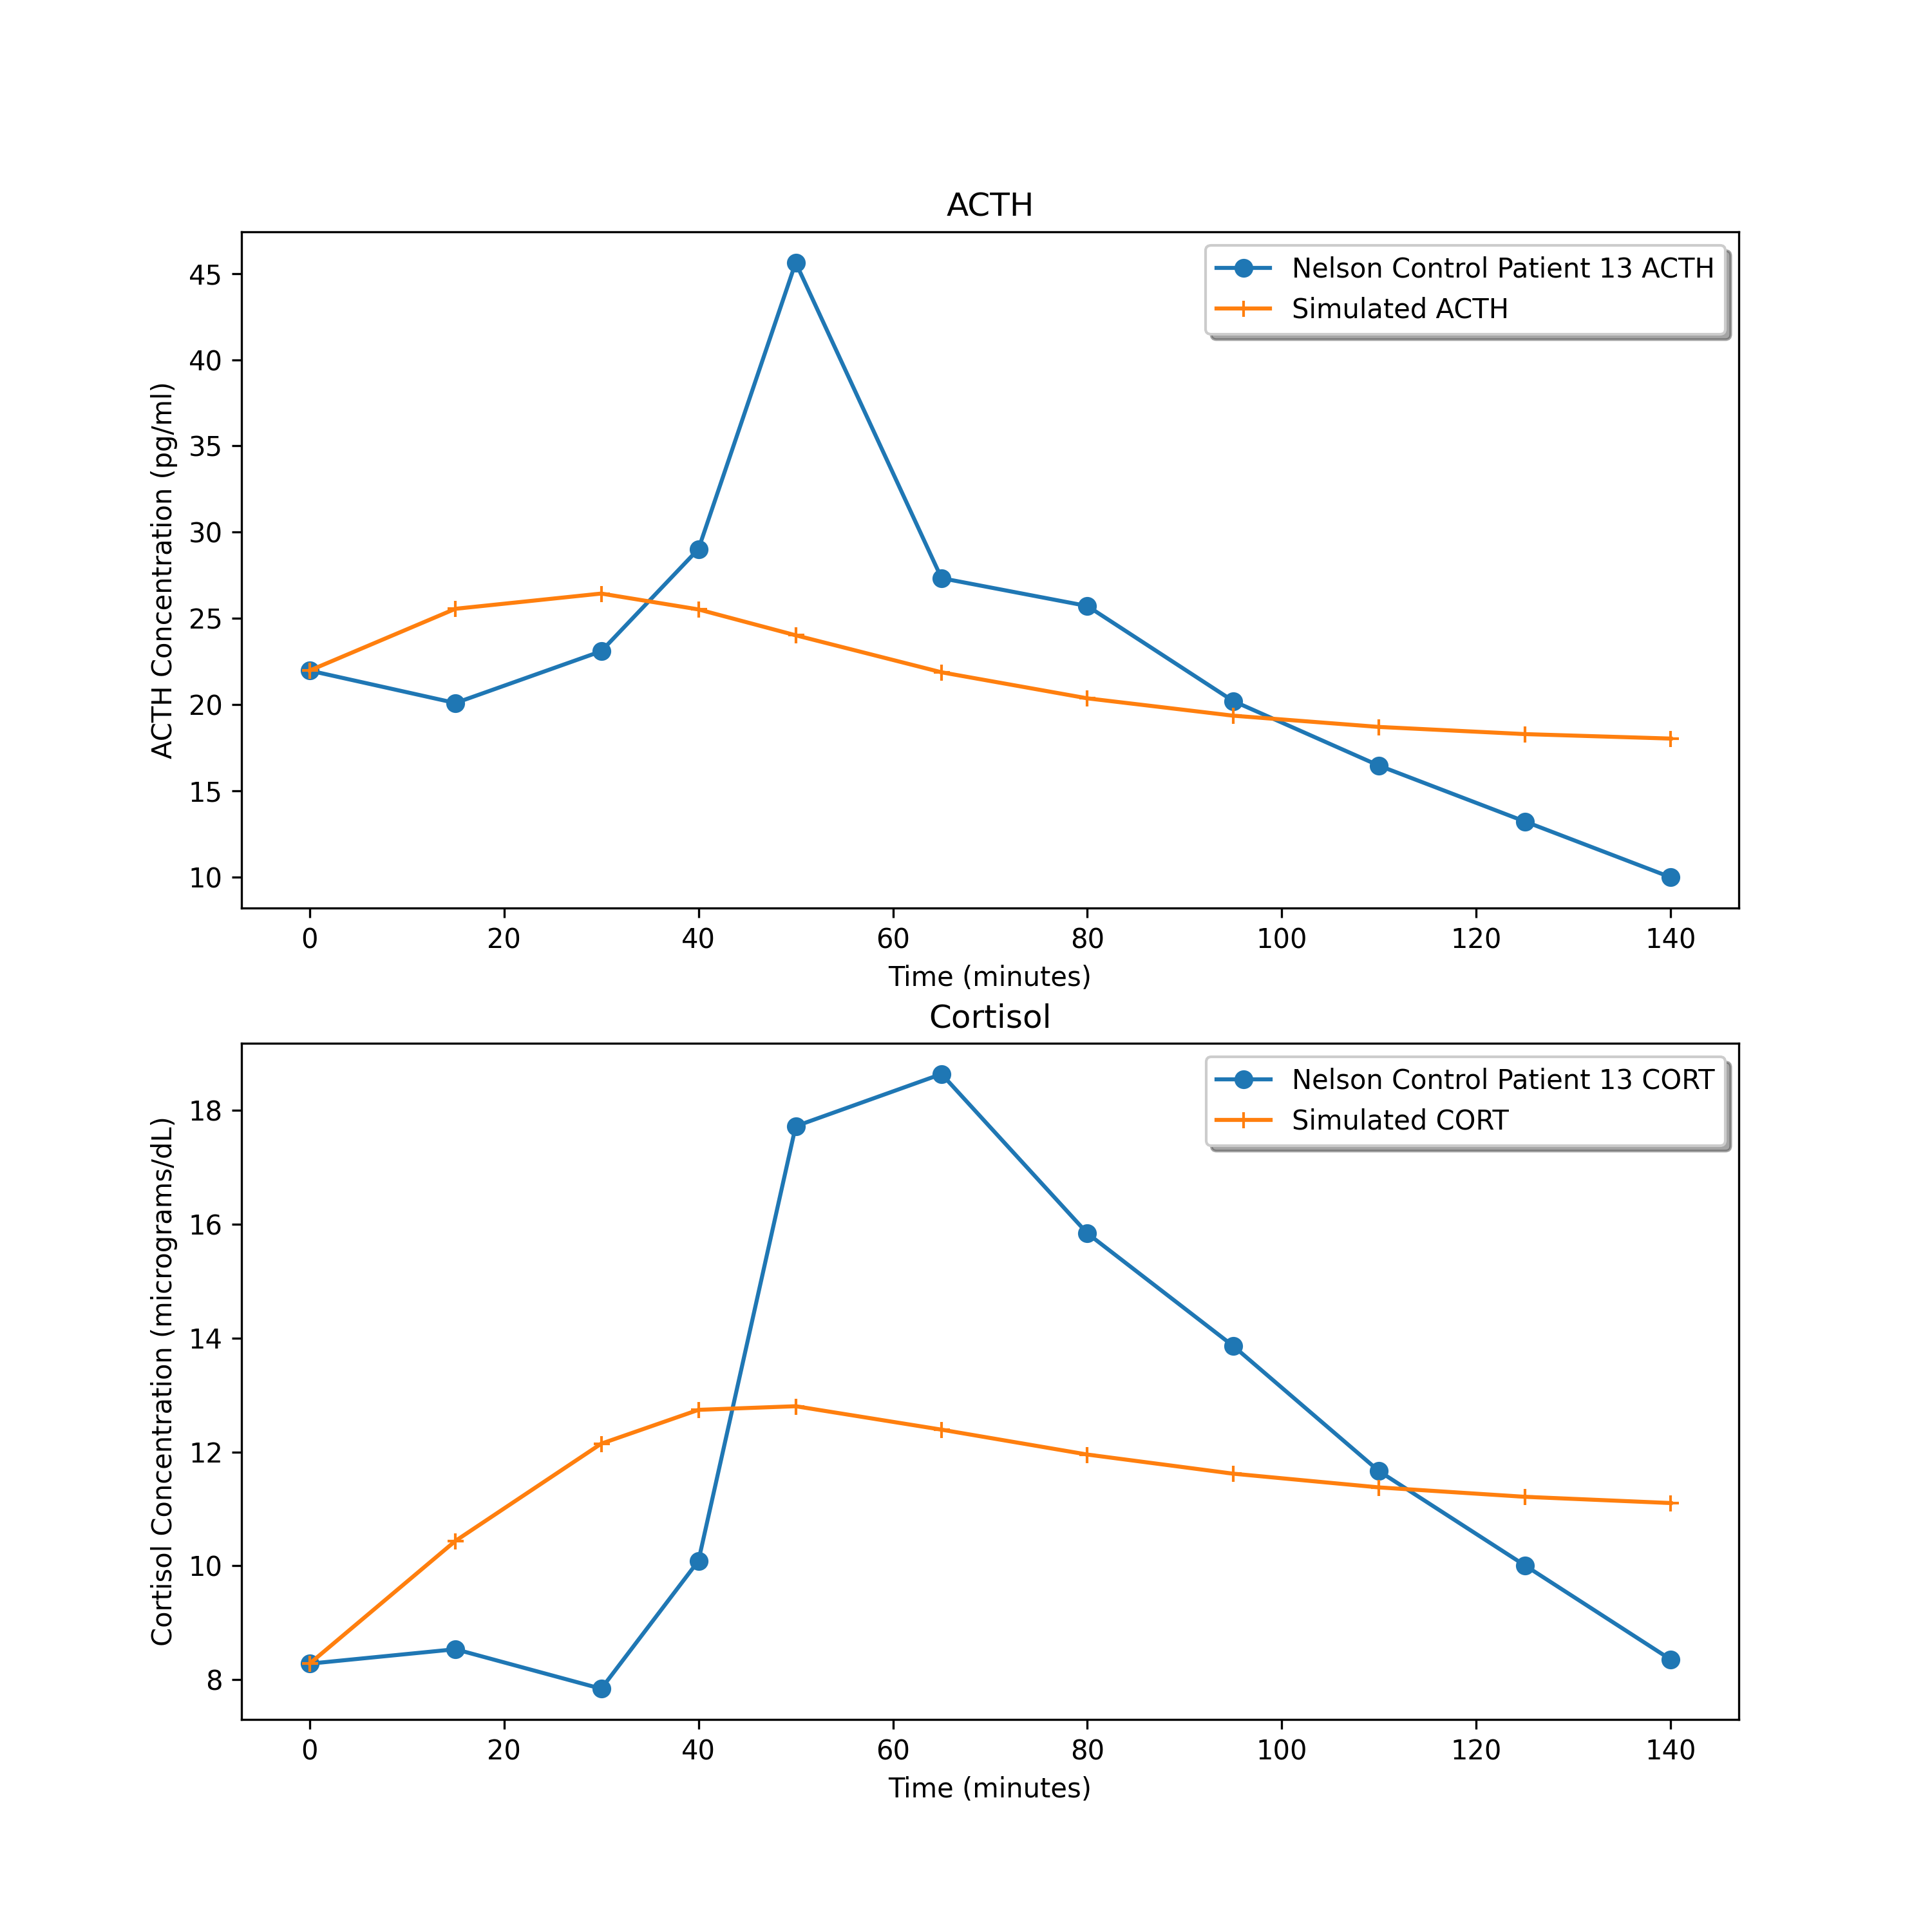 ACTH
Nelson Control Patient 13 ACTH
Simulated ACTH
ACTH Concentration (pg/ml)
45
40
35
30
25
20
15
10
0 20 40 60 80 100 120 140
Time (minutes)
Cortisol
Nelson Control Patient 13 CORT
Simulated CORT
Cortisol Concentration (micrograms/dL)
18
16
14
12
10
8
0 20 40 60 80 100 120 140
Time (minutes)